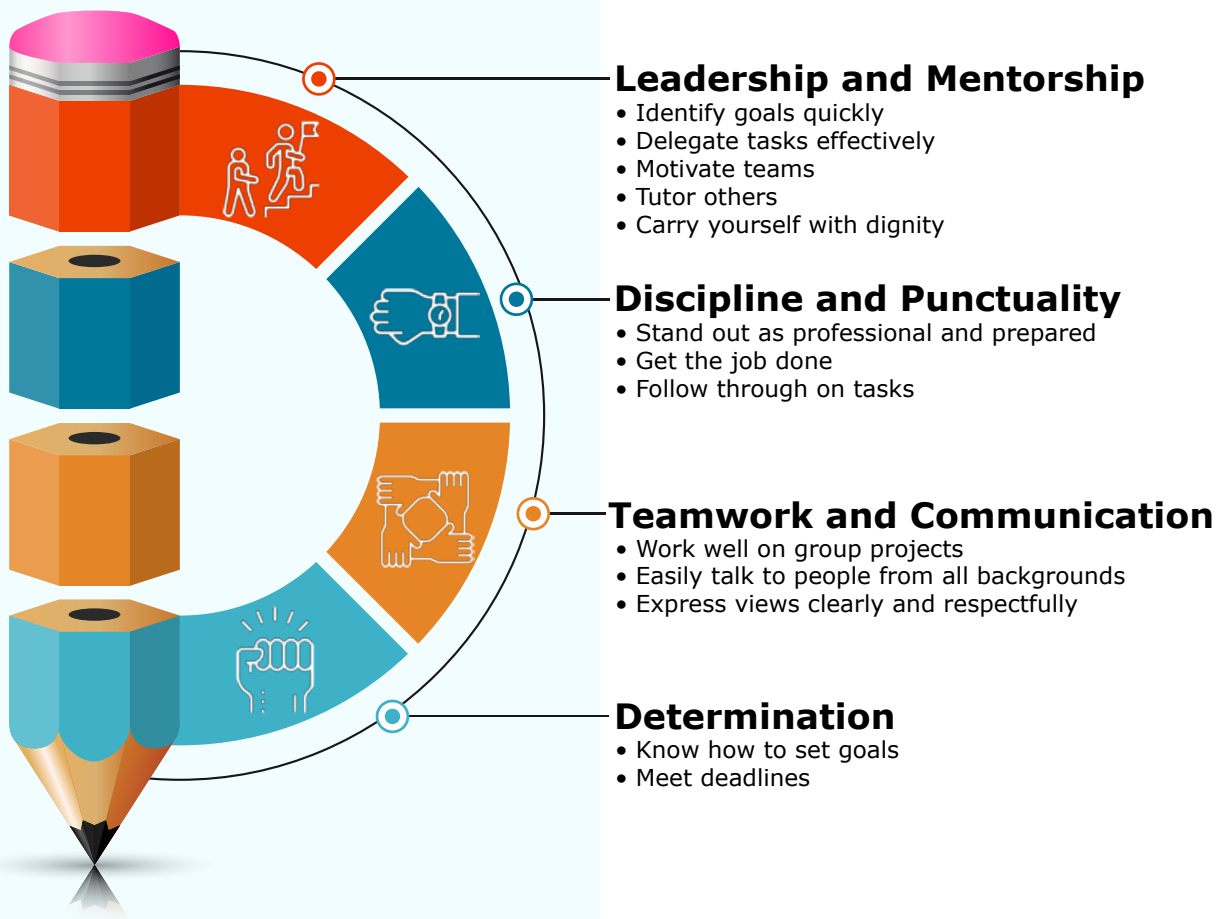 Leadership and Mentorship
• Identify goals quickly
• Delegate tasks effectively
• Motivate teams
• Tutor others
• Carry yourself with dignity
Discipline and Punctuality
• Stand out as professional and prepared
• Get the job done
• Follow through on tasks
Teamwork and Communication
• Work well on group projects
• Easily talk to people from all backgrounds
• Express views clearly and respectfully
Determination
• Know how to set goals
• Meet deadlines